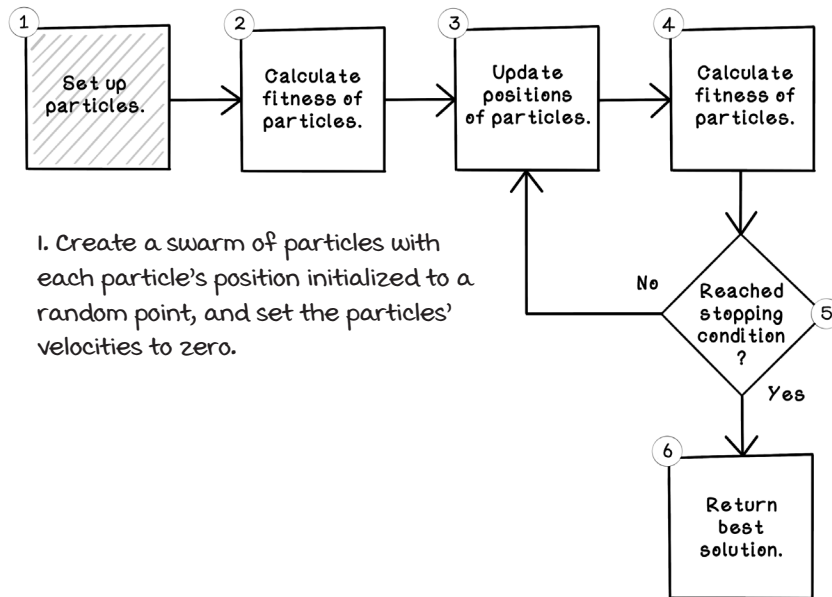 1
Set up
particles.
2
Calculate
fitness of
particles.
3
Update
positions
of particles.
4
Calculate
fitness of
particles.
1. Create a swarm of particles with
each particle's position initialized to a
random point, and set the particles'
velocities to zero.
No
Reached
stopping
condition
?
5
Yes
6
Return
best
solution.